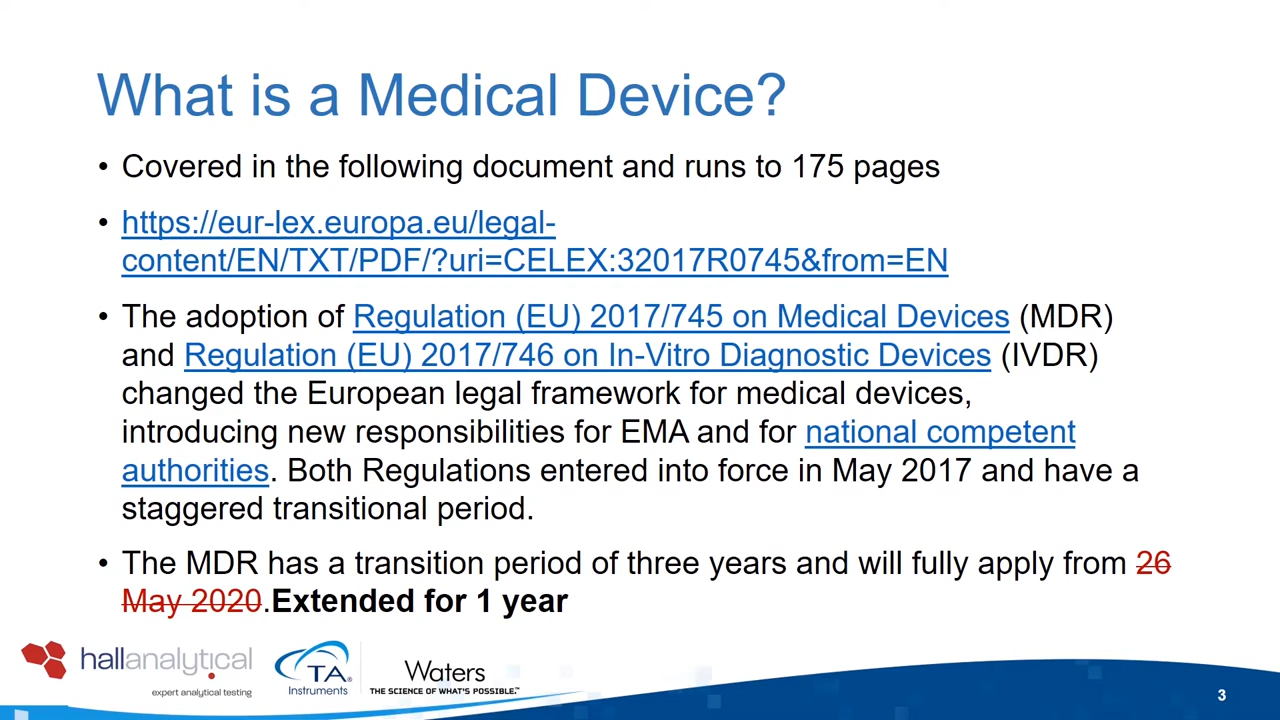 What is a Medical Device?
• Covered in the following document and runs to 175 pages
• https://eur-lex.europa.eu/legal-
content/EN/TXT/PDF/?uri=CELEX:32017R0745&from=EN
• The adoption of Regulation (EU) 2017/745 on Medical Devices (MDR)
and Regulation (EU) 2017/746 on In-Vitro Diagnostic Devices (IVDR)
changed the European legal framework for medical devices,
introducing new responsibilities for EMA and for national competent
authorities. Both Regulations entered into force in May 2017 and have a
staggered transitional period.
• The MDR has a transition period of three years and will fully apply from 26
May 2020.Extended for 1 year
hallanalytical
expert analytical testing
TA
Instruments
Waters
THE SCIENCE OF WHAT'S POSSIBLE.™
3